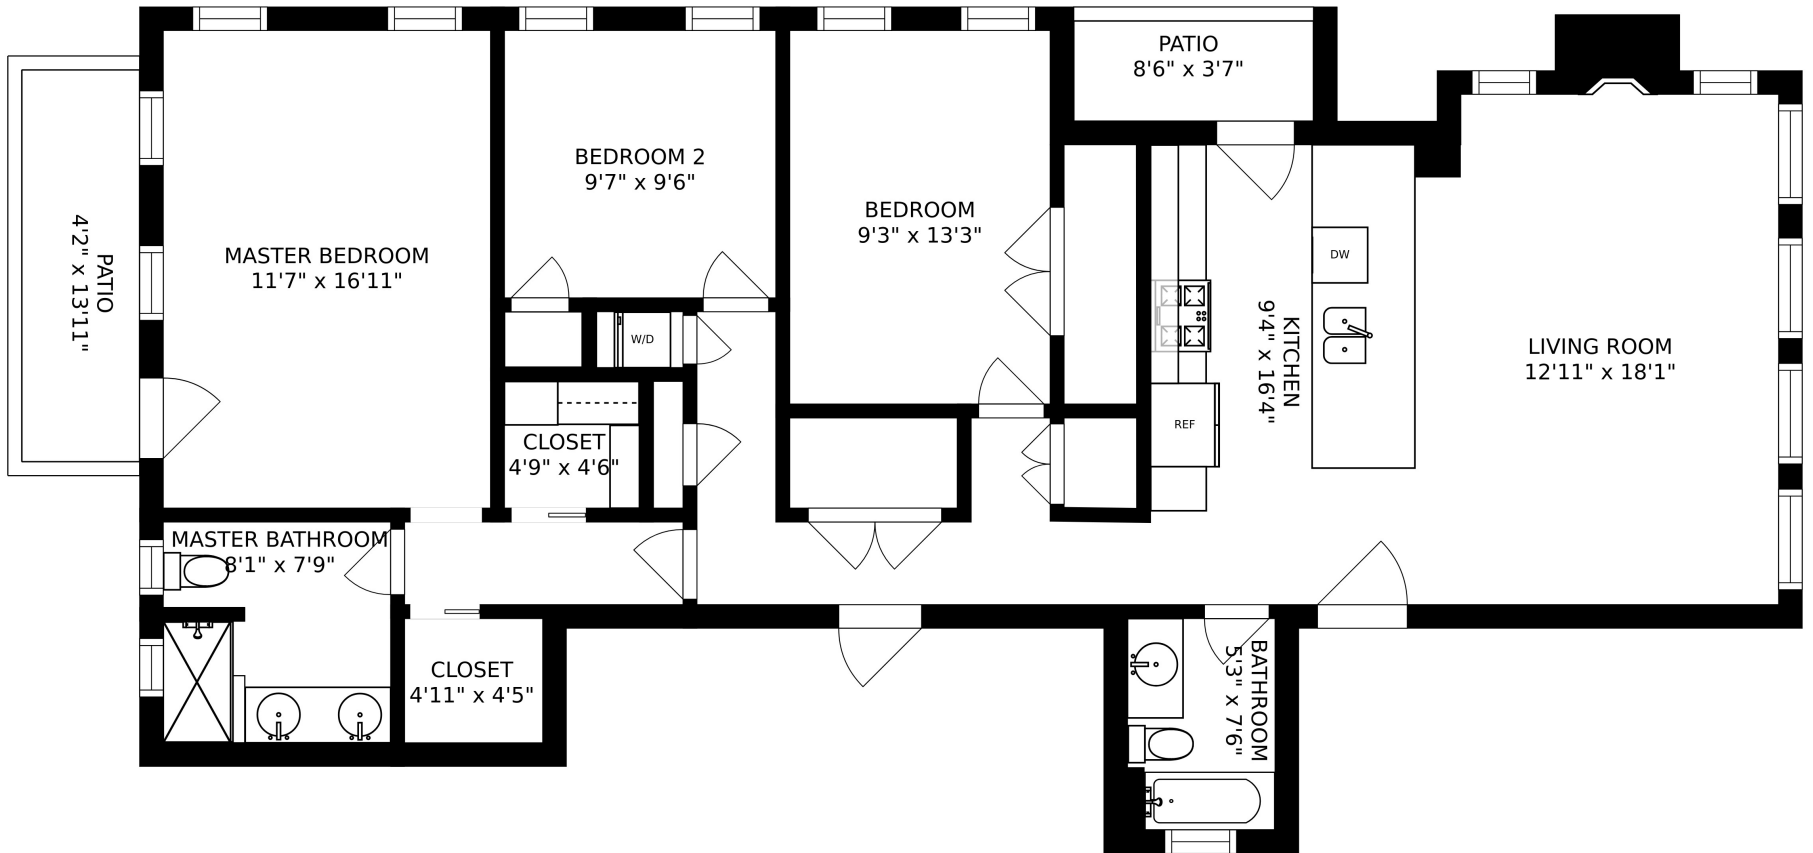 PATIO
8'6" x 3'7"
BEDROOM 2
9'7" x 9'6"
BEDROOM
9'3" x 13'3"
MASTER BEDROOM
11'7" x 16'11"
PATIO
4'2" x 13'11"
DW
W/D
KITCHEN
9'4" x 16'4"
LIVING ROOM
12'11" x 18'1"
REF
CLOSET
4'9" x 4'6"
MASTER BATHROOM
8'1" x 7'9"
CLOSET
4'11" x 4'5"
BATHROOM
5'3" x 7'6"